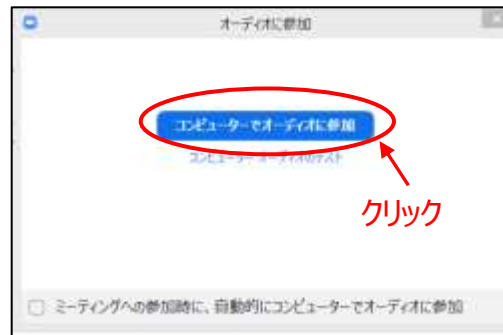 オーディオに参加
コンピューターでオーディオに参加
コンピューター オーディオのテスト
クリック
ミーティングへの参加時に、自動的にコンピューターでオーディオに参加